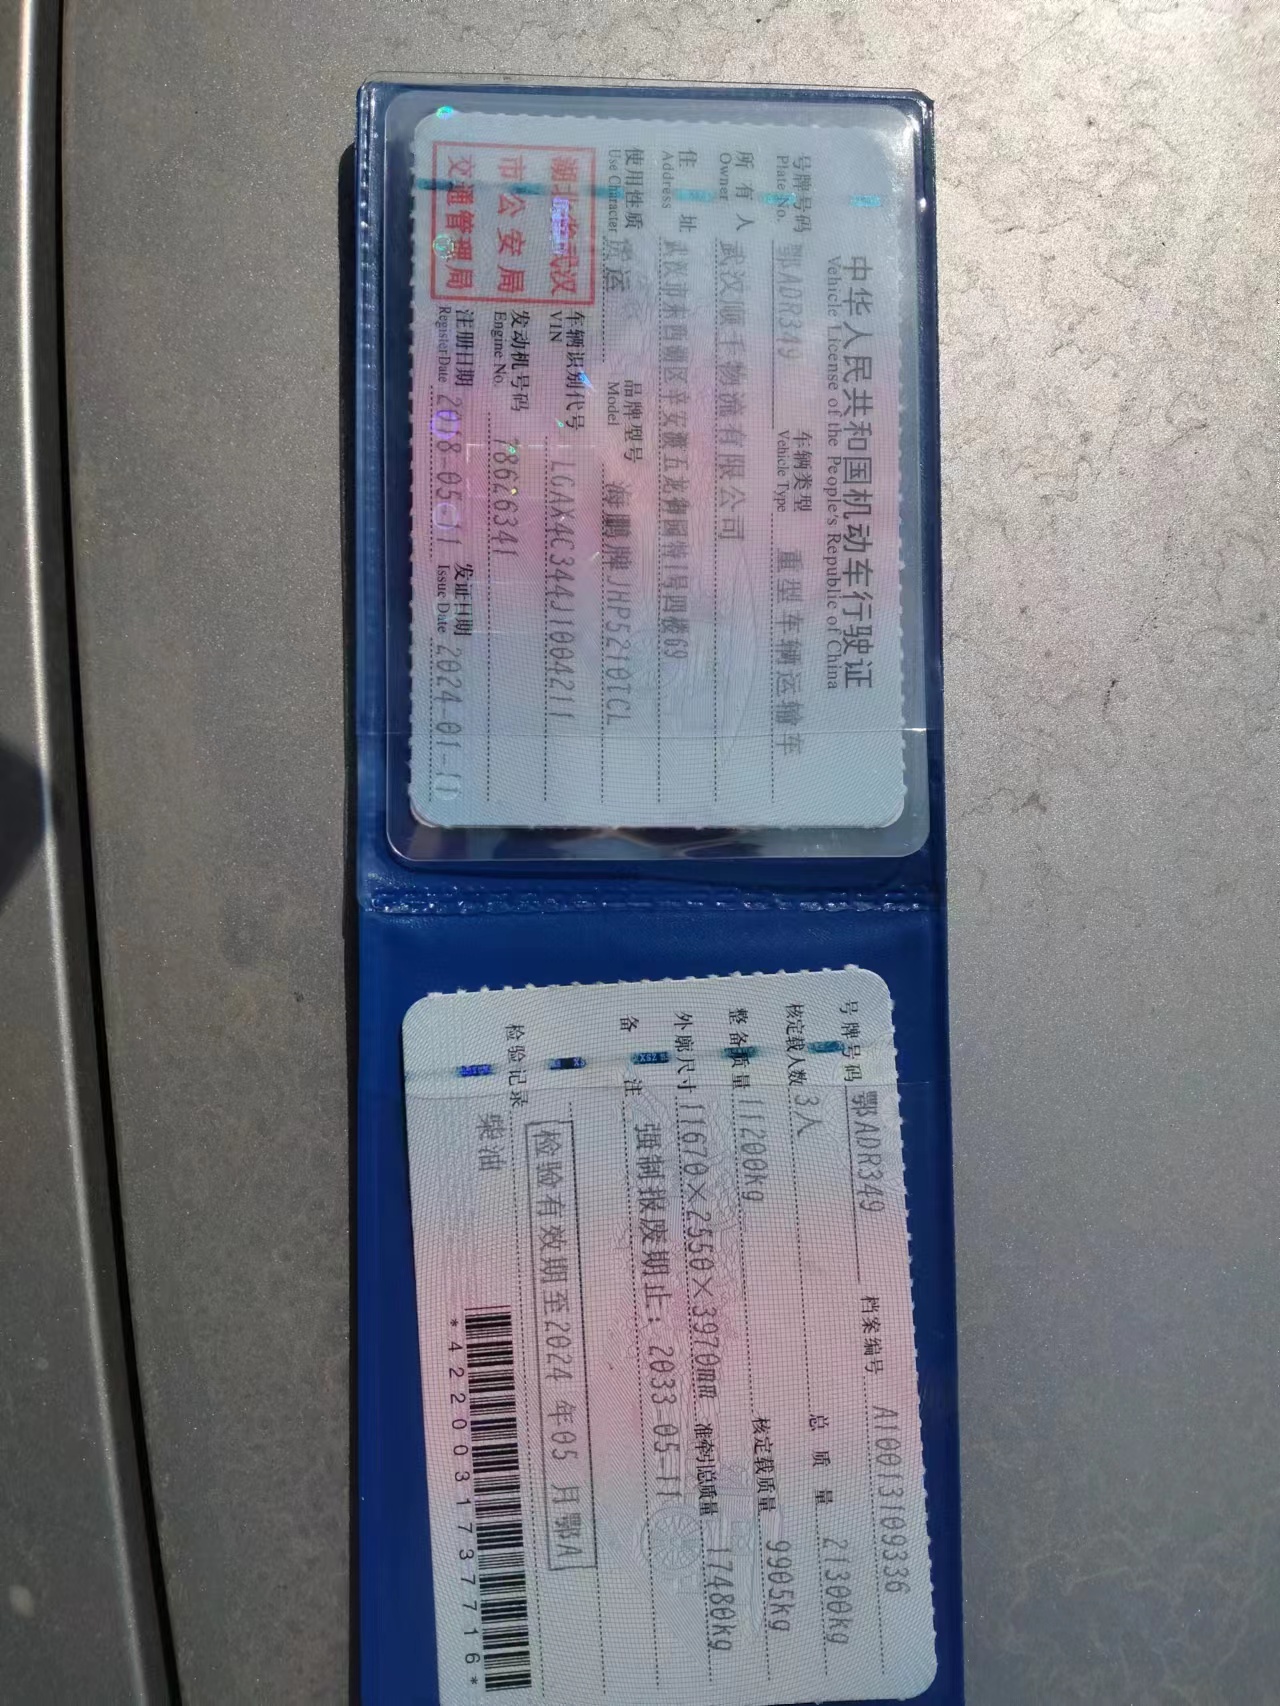 中华人民共和国机动车行驶证
Vehicle License of the People's Republic of China
号牌号码 鄂ADR349 车辆类型 重型车辆运输车
Plate No. Vehicle Type
所有人 武汉顺丰物流有限公司
Owner
住址 武汉市东西湖区辛安渡五龙御园特1号四楼69
Address
使用性质 货运 品牌型号 海鹏牌JHP5210TCL
Use Character Model
湖北省武汉市公安局交通管理局
车辆识别代号 LGAX4C344J1004211
VIN
发动机号码 78626341
Engine No.
注册日期 2018-05-11 发证日期 2024-01-11
Register Date Issue Date
号牌号码 鄂ADR349 档案编号 A10013109336
核定载人数 3人 总质量 21300kg
整备质量 11200kg 核定载质量 9905kg
外廓尺寸 11670×2550×3970mm 准牵引总质量 17480kg
备注 强制报废期止：2033-05-11
检验有效期至2024年05月鄂A
检验记录
柴油
*4220031737716*